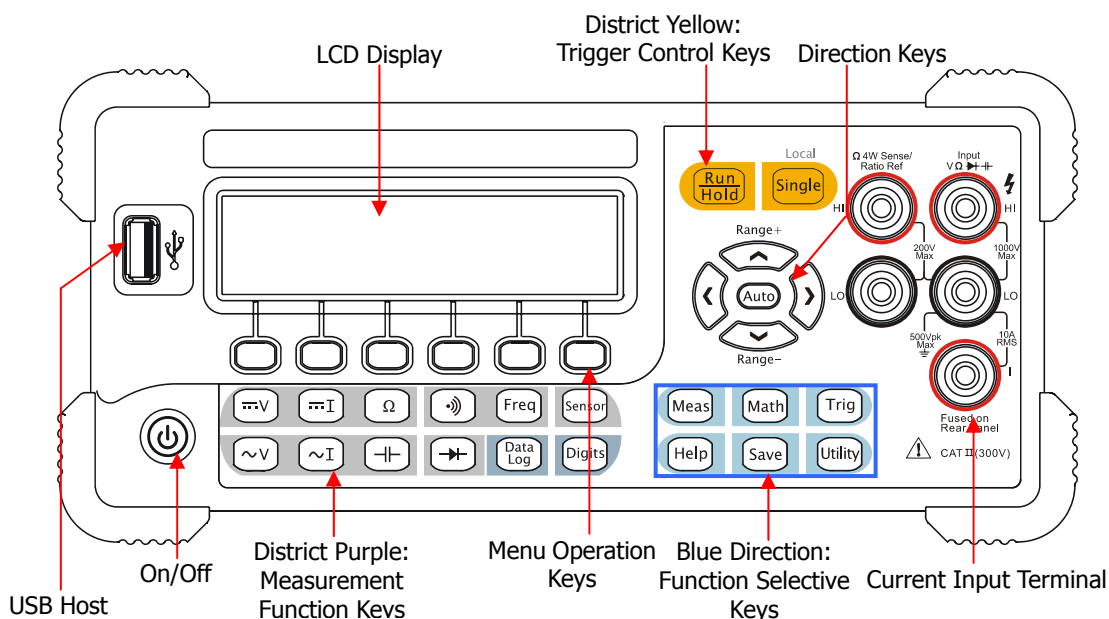 District Yellow:
Trigger Control Keys
LCD Display
Direction Keys
Local
Run
Hold
Single
Ω 4W Sense/
Ratio Ref
Input
V Ω
HI
HI
Range+
Auto
Range-
200V
Max
1000V
Max
LO
LO
500Vpk
Max
10A
RMS
I
Fused on
Rear Panel
CAT II (300V)
V
I
Ω
Freq
Sensor
~V
~I
Data
Log
Digits
Meas
Math
Trig
Help
Save
Utility
On/Off
USB Host
District Purple:
Measurement
Function Keys
Menu Operation
Keys
Blue Direction:
Function Selective
Keys
Current Input Terminal